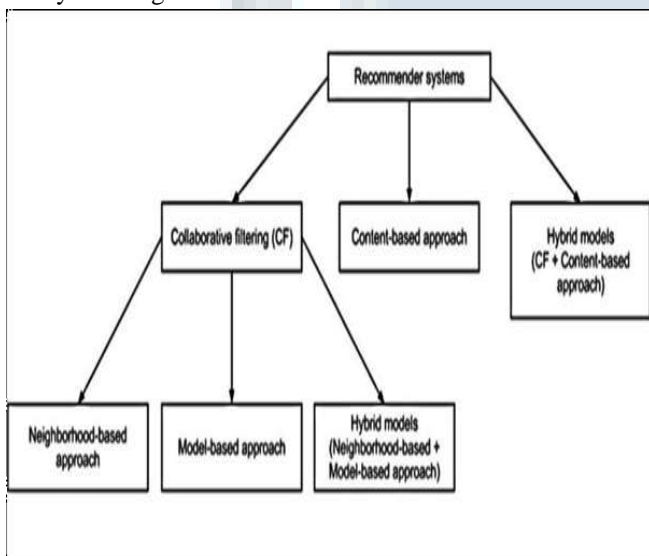 Recommender systems
Collaborative filtering (CF)
Content-based approach
Hybrid models
(CF + Content-based
approach)
Neighborhood-based
approach
Model-based approach
Hybrid models
(Neighborhood-based +
Model-based approach)